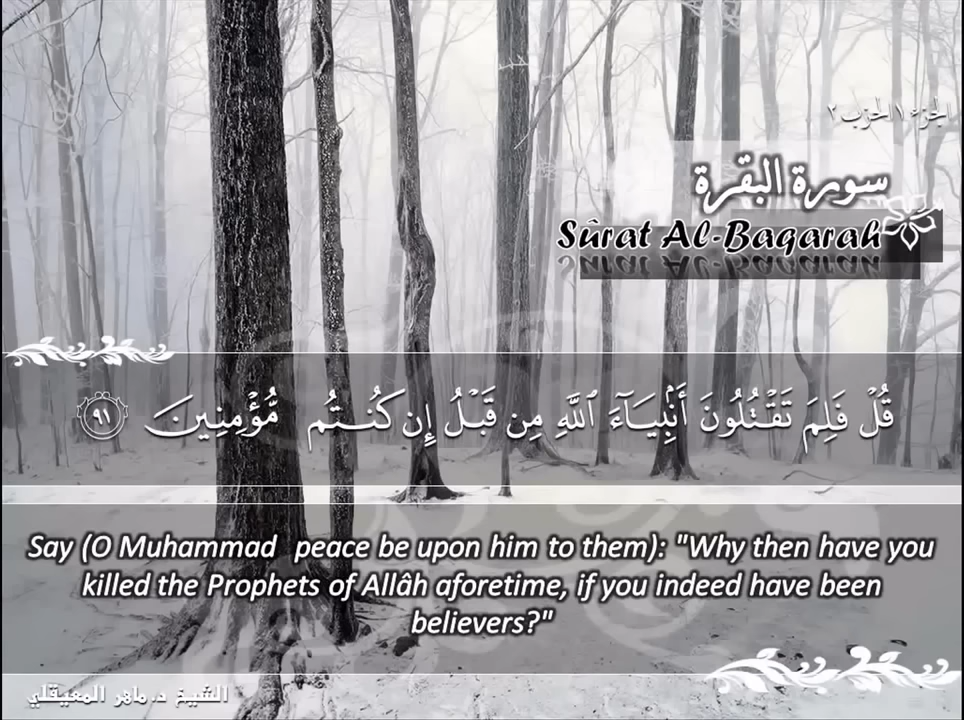 الجزء ١ الحزب ٢
سورة البقرة
Sûrat Al-Baqarah
قُلْ فَلِمَ تَقْتُلُونَ أَنۢبِيَآءَ ٱللَّهِ مِن قَبْلُ إِن كُنتُم مُّؤْمِنِينَ ٩١
Say (O Muhammad peace be upon him to them): "Why then have you
killed the Prophets of Allâh aforetime, if you indeed have been
believers?"
الشيخ د. ماهر المعيقلي